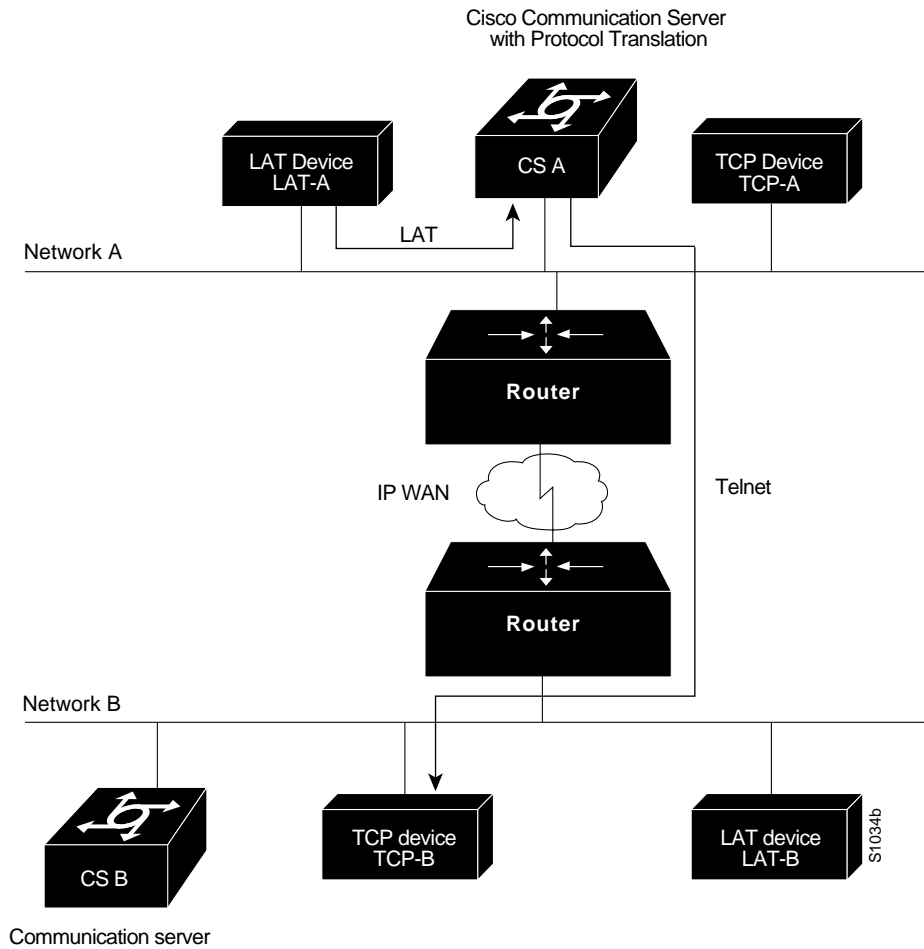 Cisco Communication Server
with Protocol Translation
LAT Device
LAT-A
CS A
TCP Device
TCP-A
LAT
Network A
Router
IP WAN
Telnet
Router
Network B
CS B
TCP device
TCP-B
LAT device
LAT-B
S1034b
Communication server